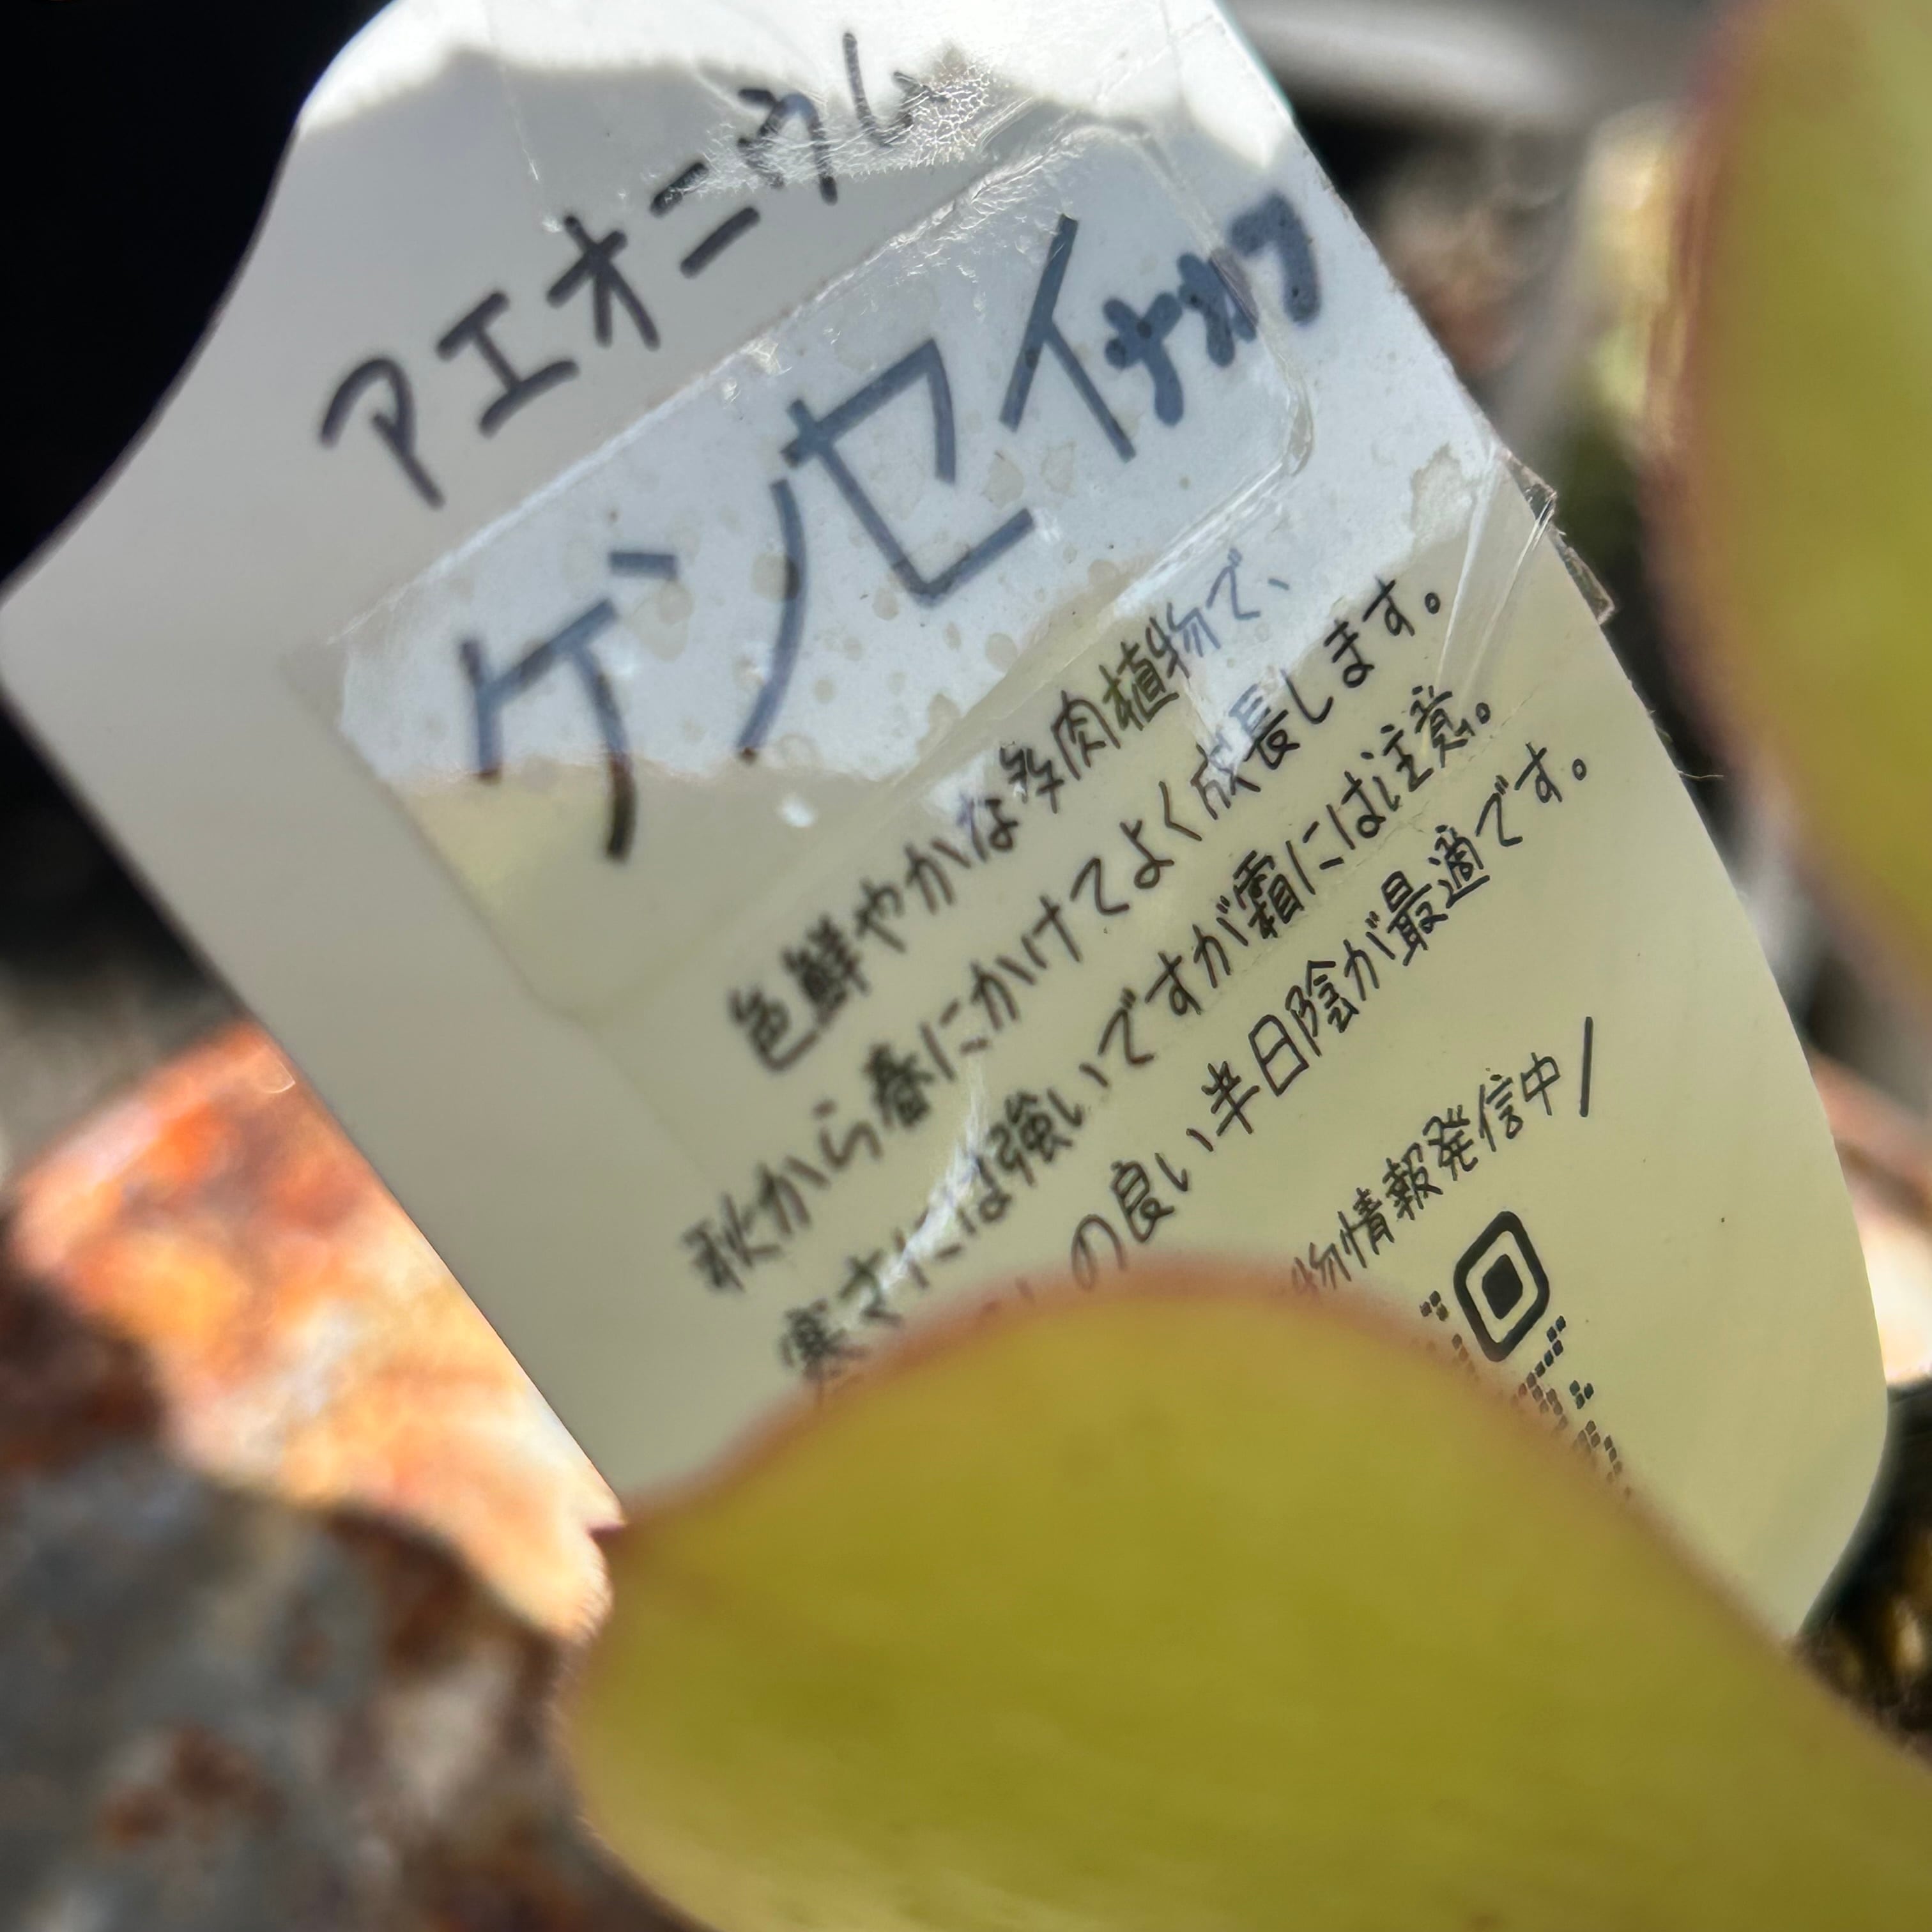 アエオニウム
ケンセイ
色鮮やかな多肉植物で、
秋から春にかけてよく成長します。
寒さには強いですが霜には注意。
の良い半日陰が最適です。
物情報発信中/